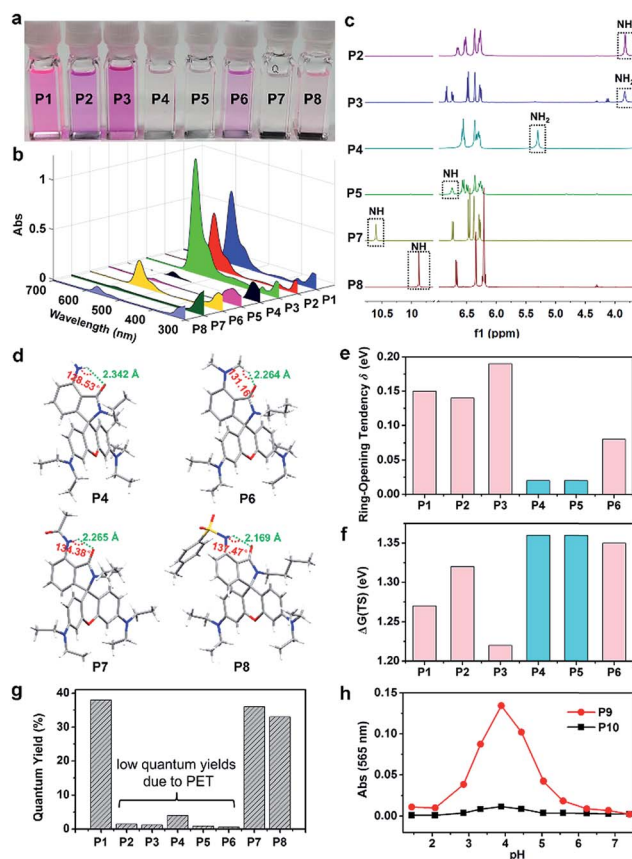 a
P1 P2 P3 P4 P5 P6 P7 P8
b
Abs
1
0.5
0
700
600
500
400
300
Wavelength (nm)
P8 P7 P6 P5 P4 P3 P2 P1
c
P2
NH2
P3
NH2
P4
NH2
P5
NH
P7
NH
P8
NH
10.5 10 6.5 6.0 5.5 5.0 4.5 4.0
f1 (ppm)
d
128.53°
2.342 Å
P4
131.16
2.264 Å
P6
134.38°
2.265 Å
P7
131.47°
2.169 Å
P8
e
Ring-Opening Tendency δ (eV)
0.20
0.15
0.10
0.05
0.00
P1 P2 P3 P4 P5 P6
f
ΔG(TS) (eV)
1.35
1.30
1.25
1.20
P1 P2 P3 P4 P5 P6
g
Quantum Yield (%)
40
30
20
10
0
low quantum yields
due to PET
P1 P2 P3 P4 P5 P6 P7 P8
h
Abs (565 nm)
0.15
0.10
0.05
0.00
P9
P10
2 3 4 5 6 7
pH